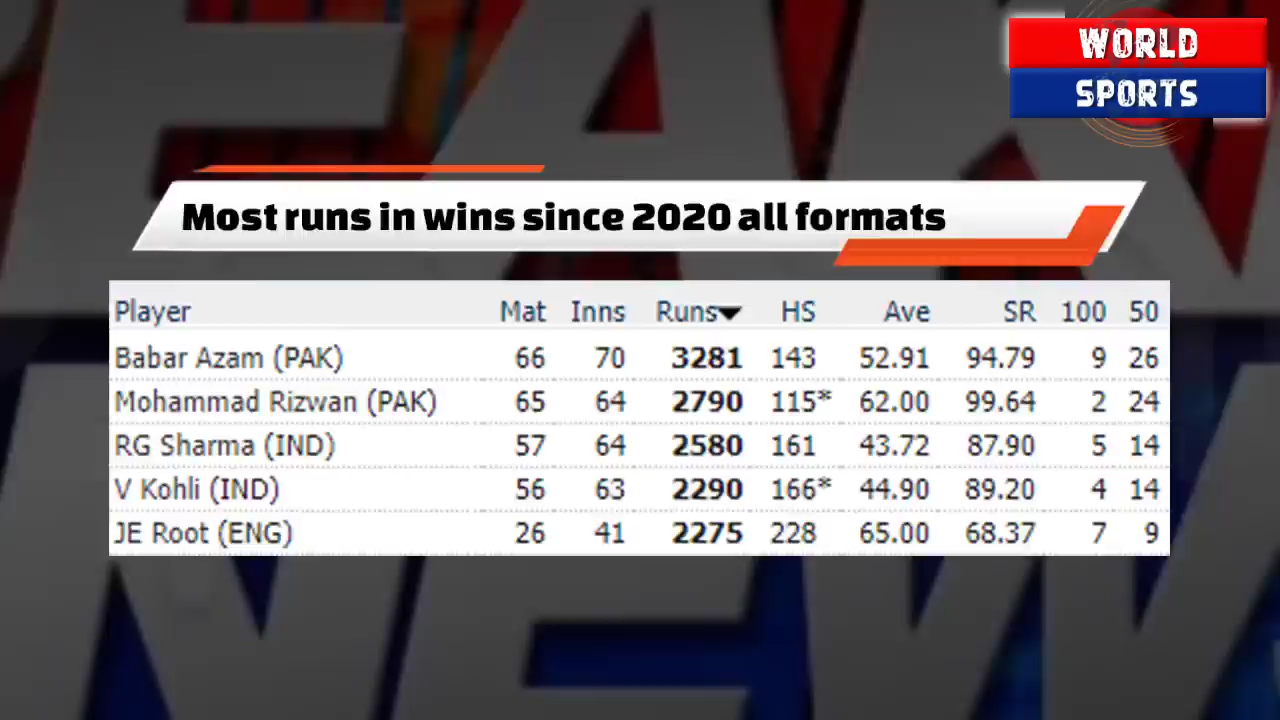 WORLD
SPORTS
Most runs in wins since 2020 all formats
Player Mat Inns Runs▼ HS Ave SR 100 50
Babar Azam (PAK) 66 70 3281 143 52.91 94.79 9 26
Mohammad Rizwan (PAK) 65 64 2790 115* 62.00 99.64 2 24
RG Sharma (IND) 57 64 2580 161 43.72 87.90 5 14
V Kohli (IND) 56 63 2290 166* 44.90 89.20 4 14
JE Root (ENG) 26 41 2275 228 65.00 68.37 7 9